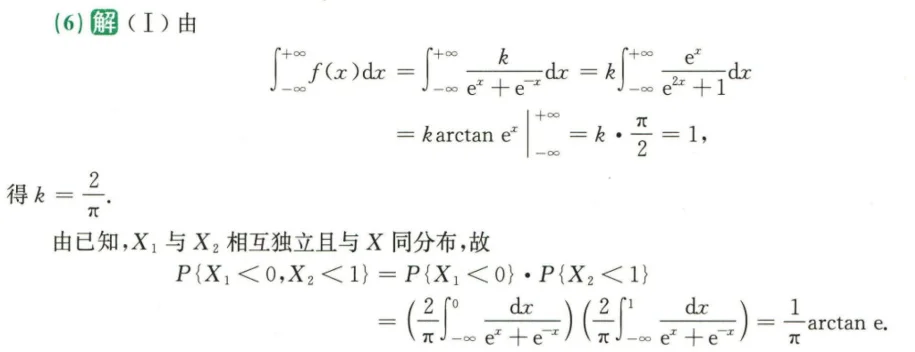 (6) 解 (Ⅰ) 由
$\int_{-\infty}^{+\infty} f(x)\mathrm{d}x = \int_{-\infty}^{+\infty} \frac{k}{\mathrm{e}^{x}+\mathrm{e}^{-x}}\mathrm{d}x = k\int_{-\infty}^{+\infty} \frac{\mathrm{e}^{x}}{\mathrm{e}^{2x}+1}\mathrm{d}x$
$= k\arctan \mathrm{e}^{x} \Big|_{-\infty}^{+\infty} = k \cdot \frac{\pi}{2} = 1,$
得 $k = \frac{2}{\pi}.$
由已知,$X_1$ 与 $X_2$ 相互独立且与 $X$ 同分布,故
$P\{X_1<0,X_2<1\} = P\{X_1<0\} \cdot P\{X_2<1\}$
$= \left(\frac{2}{\pi}\int_{-\infty}^{0} \frac{\mathrm{d}x}{\mathrm{e}^{x}+\mathrm{e}^{-x}}\right)\left(\frac{2}{\pi}\int_{-\infty}^{1} \frac{\mathrm{d}x}{\mathrm{e}^{x}+\mathrm{e}^{-x}}\right) = \frac{1}{\pi}\arctan \mathrm{e}.$